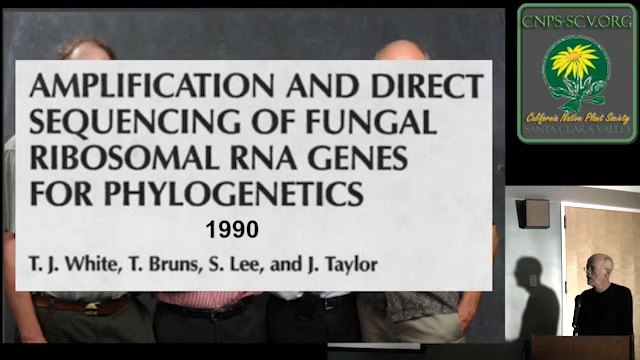 AMPLIFICATION AND DIRECT
SEQUENCING OF FUNGAL
RIBOSOMAL RNA GENES
FOR PHYLOGENETICS
1990
T. J. White, T. Bruns, S. Lee, and J. Taylor
CNPS-SCV.ORG
California Native Plant Society
SANTA CLARA VALLEY